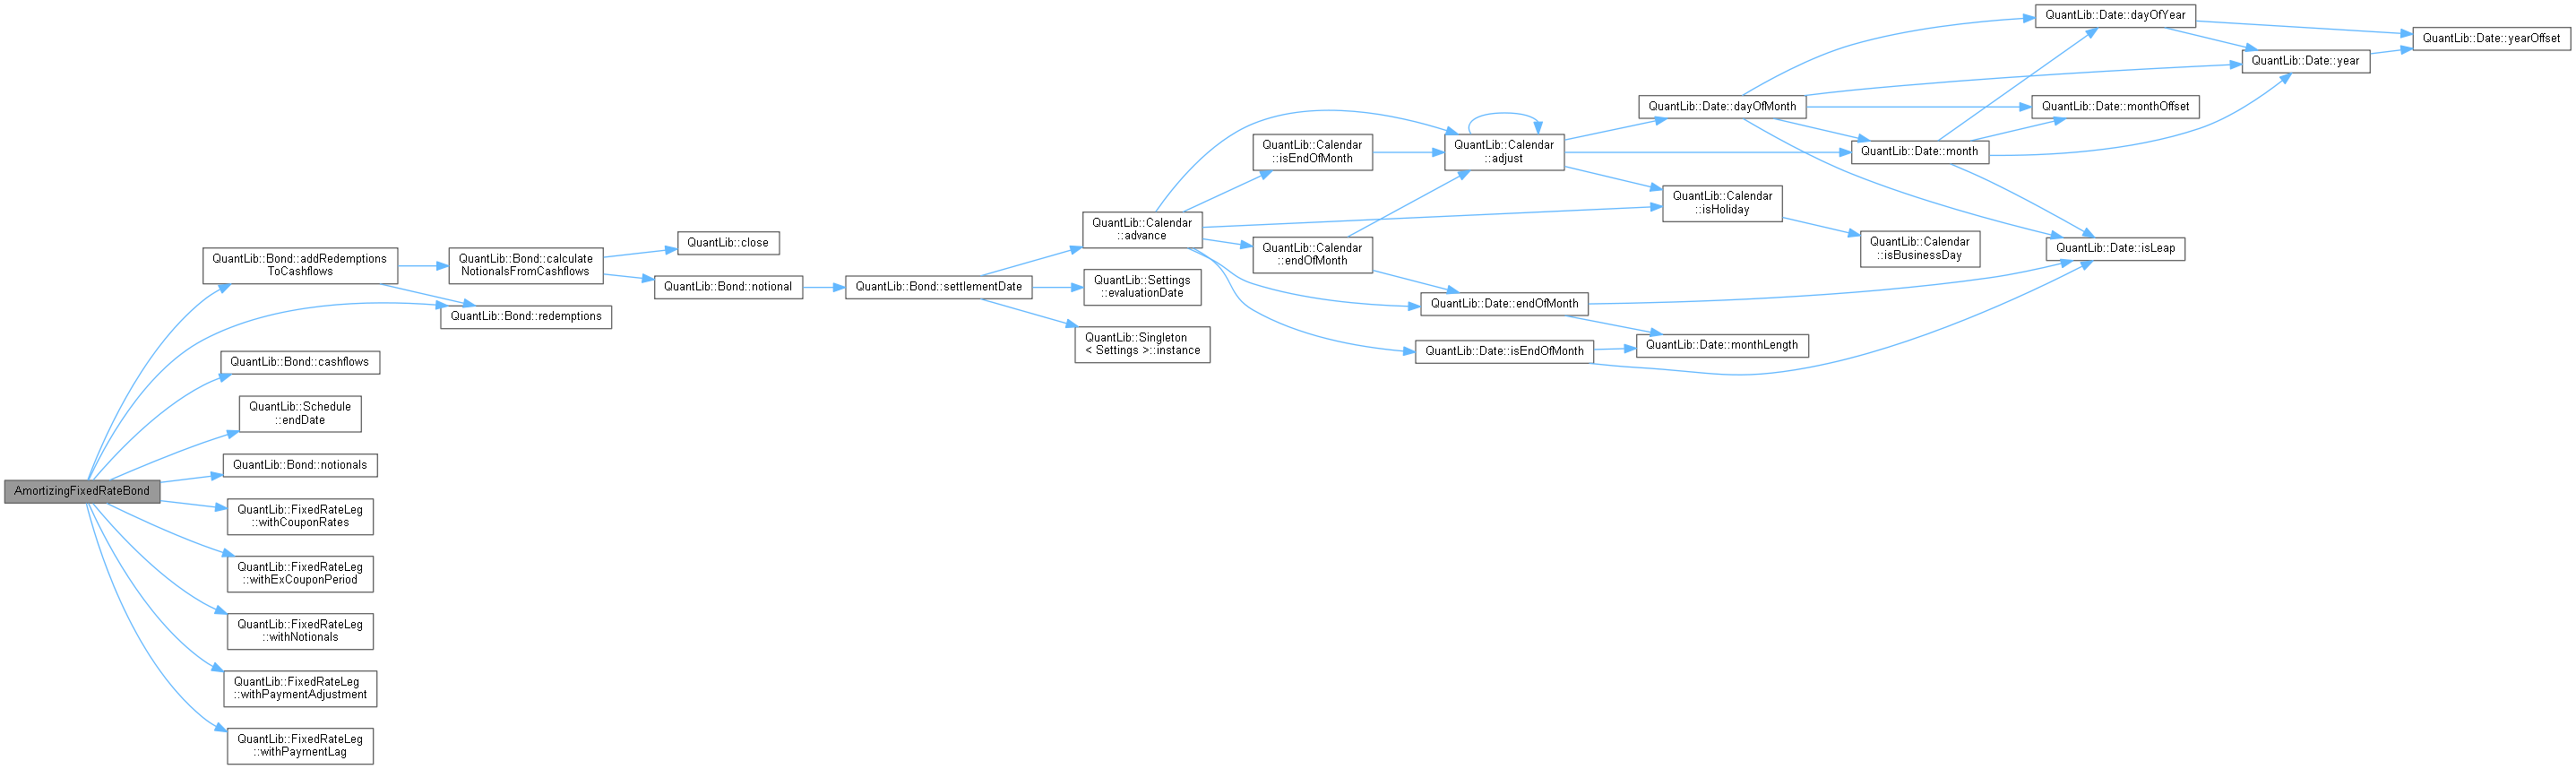 AmortizingFixedRateBond
QuantLib::Bond::addRedemptions
ToCashflows
QuantLib::Bond::calculate
NotionalsFromCashflows
QuantLib::close
QuantLib::Bond::notional
QuantLib::Bond::settlementDate
QuantLib::Calendar
::advance
QuantLib::Settings
::evaluationDate
QuantLib::Singleton
< Settings >::instance
QuantLib::Calendar
::isEndOfMonth
QuantLib::Calendar
::endOfMonth
QuantLib::Calendar
::adjust
QuantLib::Date::endOfMonth
QuantLib::Date::isEndOfMonth
QuantLib::Date::dayOfMonth
QuantLib::Calendar
::isHoliday
QuantLib::Date::monthLength
QuantLib::Calendar
::isBusinessDay
QuantLib::Date::month
QuantLib::Date::dayOfYear
QuantLib::Date::monthOffset
QuantLib::Date::isLeap
QuantLib::Date::year
QuantLib::Date::yearOffset
QuantLib::Bond::redemptions
QuantLib::Bond::cashflows
QuantLib::Schedule
::endDate
QuantLib::Bond::notionals
QuantLib::FixedRateLeg
::withCouponRates
QuantLib::FixedRateLeg
::withExCouponPeriod
QuantLib::FixedRateLeg
::withNotionals
QuantLib::FixedRateLeg
::withPaymentAdjustment
QuantLib::FixedRateLeg
::withPaymentLag